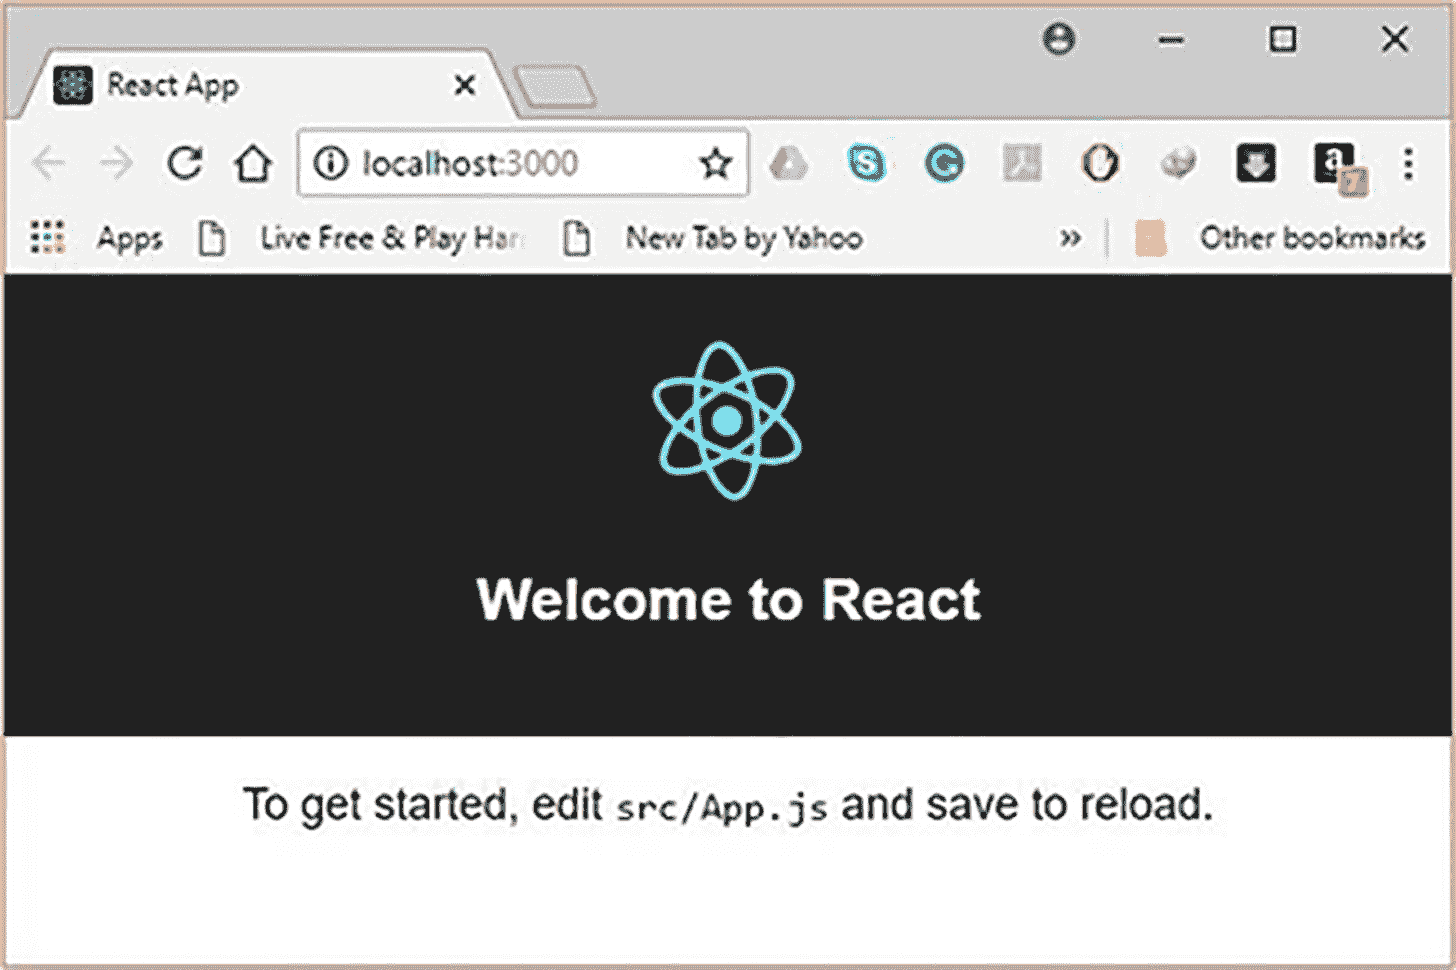 React App
localhost:3000
Apps Live Free & Play Har New Tab by Yahoo » Other bookmarks
Welcome to React
To get started, edit src/App.js and save to reload.